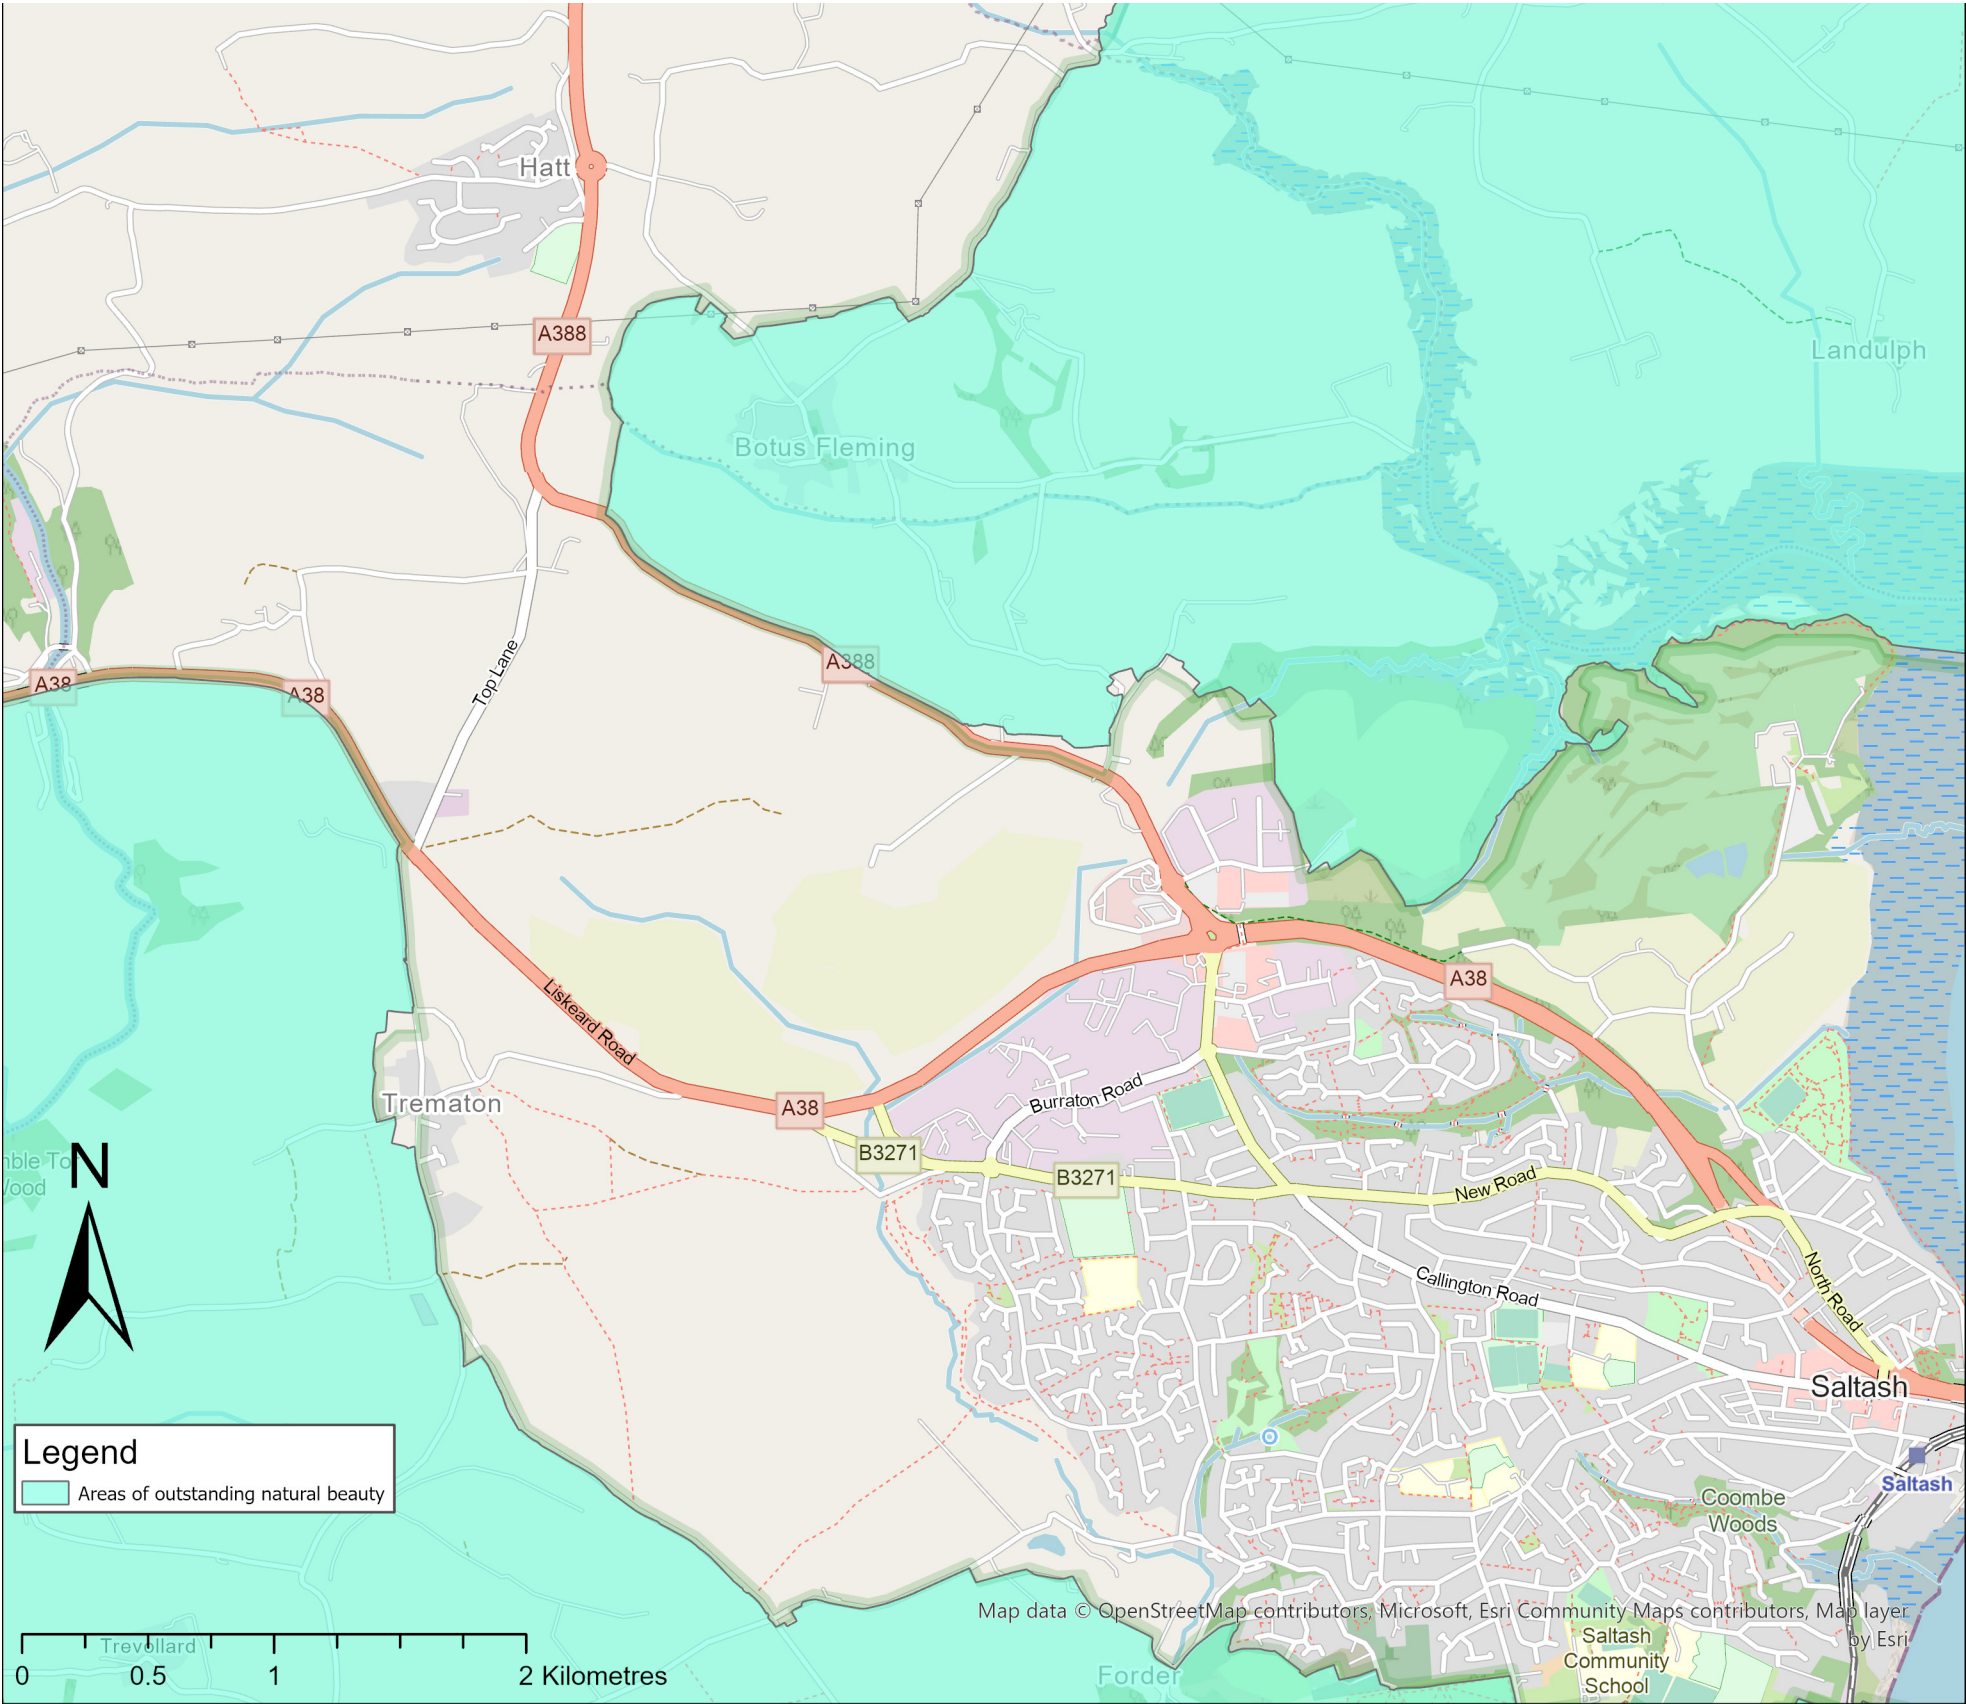 Hatt
A388
Landulph
Botus Fleming
Top Lane
A388
A38
A38
A38
Liskeard Road
Trematon
Burraton Road
A38
B3271
B3271
New Road
N
Callington Road
North Road
Saltash
Legend
Areas of outstanding natural beauty
Saltash
Coombe
Woods
Map data © OpenStreetMap contributors, Microsoft, Esri Community Maps contributors, Map layer
by Esri
Trevollard
Saltash
Community
School
Forder
0 0.5 1 2 Kilometres